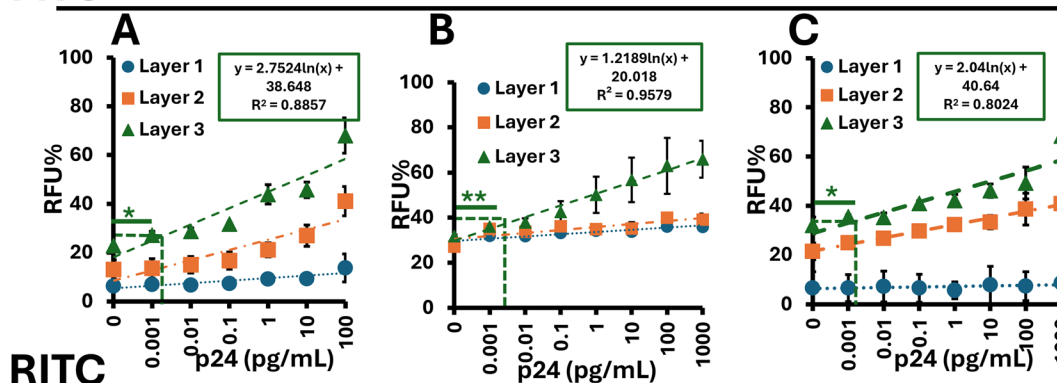 A
B
C
y = 2.7524ln(x) +
38.648
R² = 0.8857
y = 1.2189ln(x) +
20.018
R² = 0.9579
y = 2.04ln(x) +
40.64
R² = 0.8024
Layer 1
Layer 2
Layer 3
Layer 1
Layer 2
Layer 3
Layer 1
Layer 2
Layer 3
RFU%
100
80
60
40
20
0
*
0 0.001 0.01 0.1 1 10 100
p24 (pg/mL)
RFU%
100
80
60
40
20
0
**
0 0.001 0.01 0.1 1 10 100 1000
p24 (pg/mL)
RFU%
100
80
60
40
20
0
*
0 0.001 0.01 0.1 1 10 100
p24 (pg/mL)
RITC